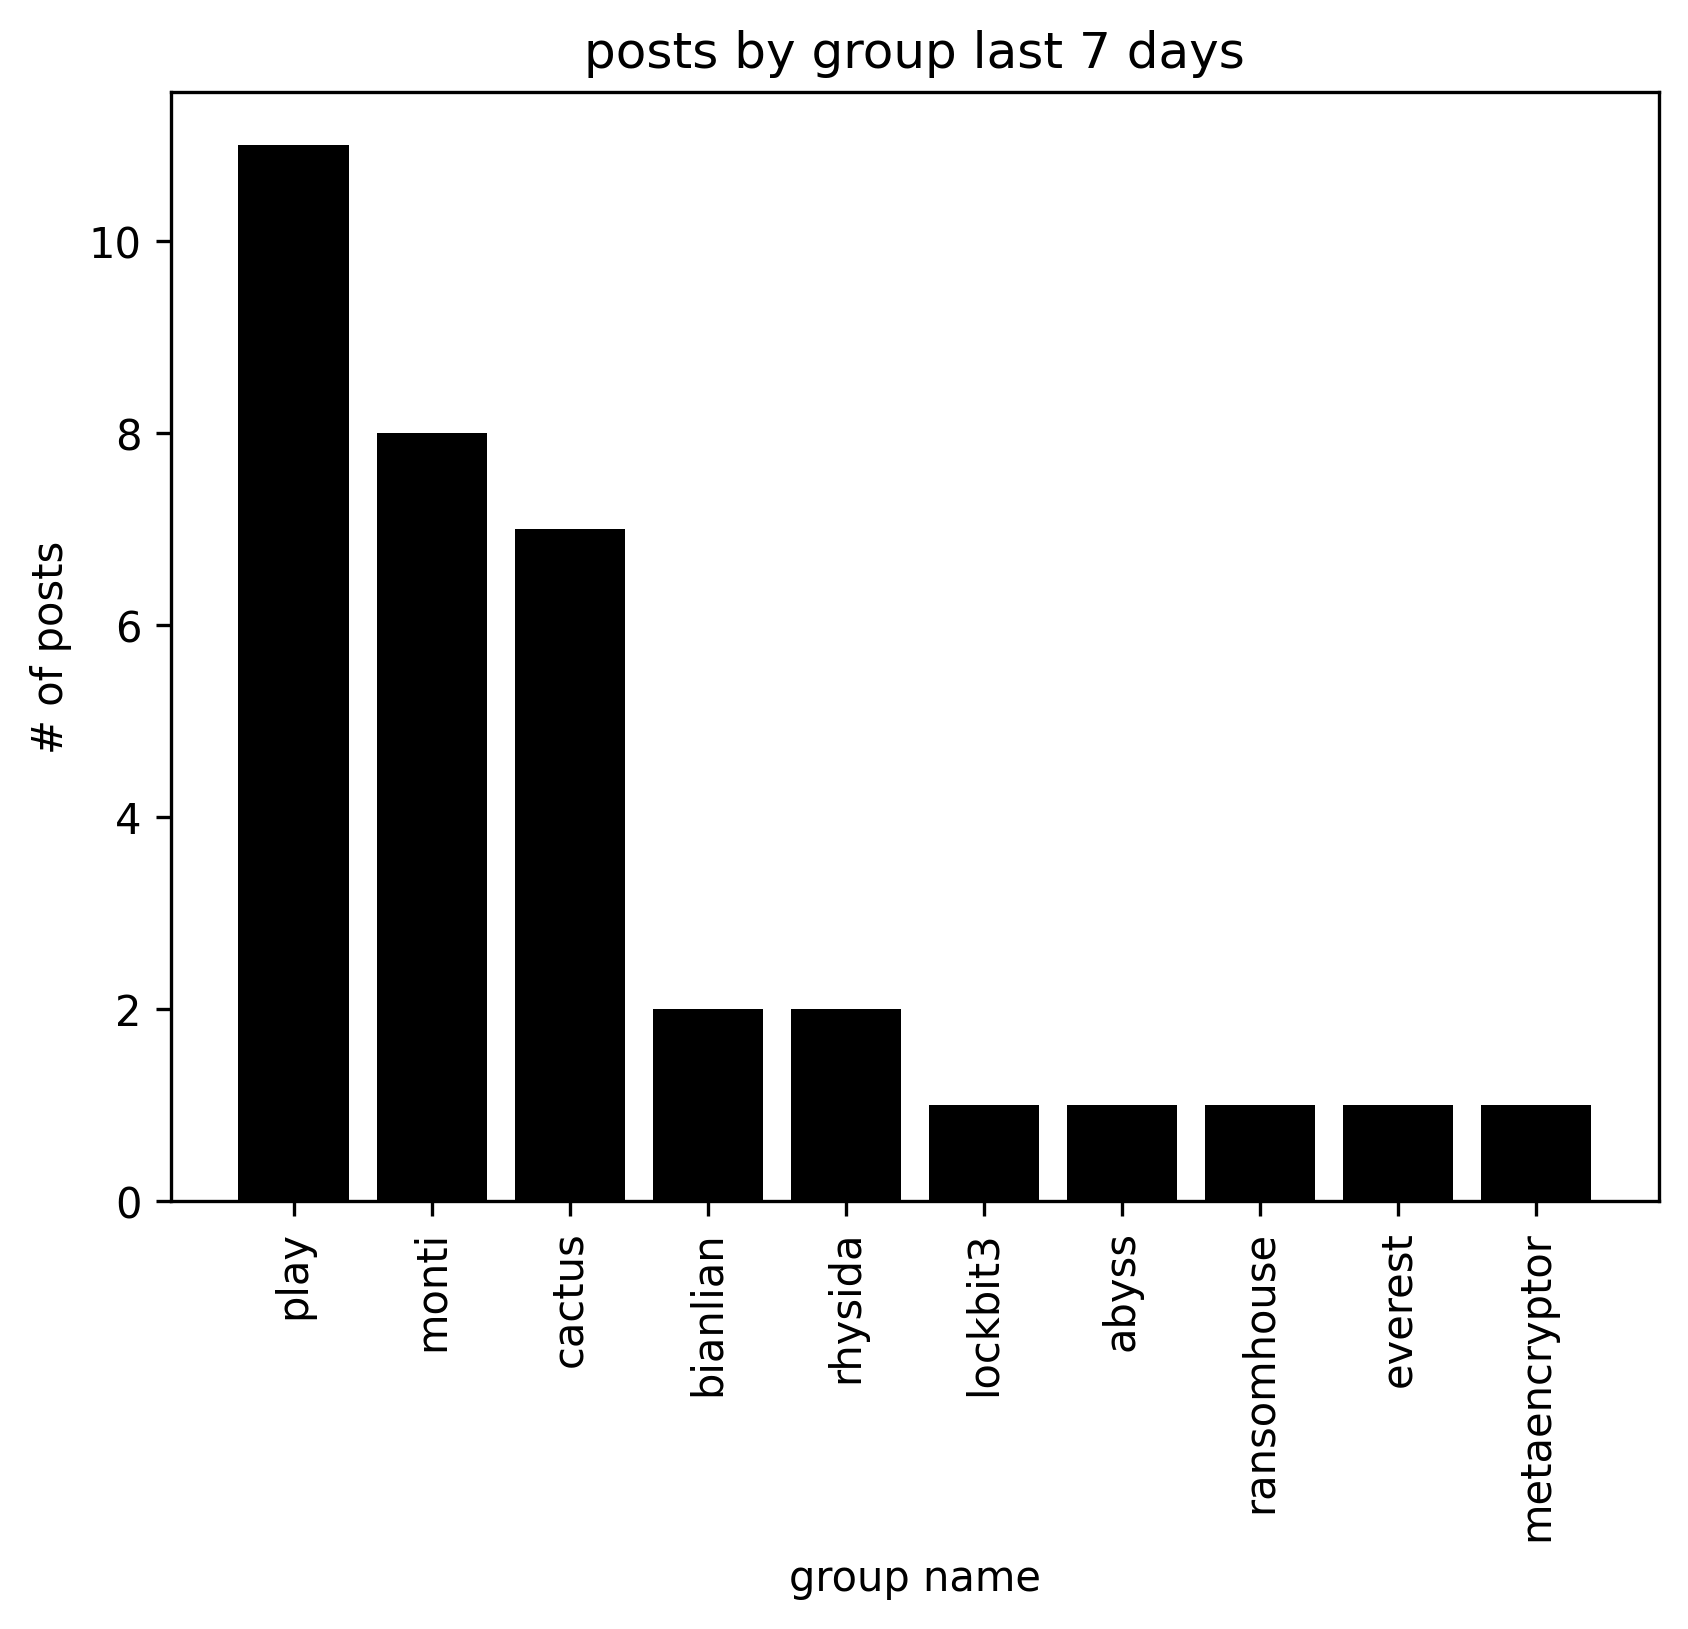 posts by group last 7 days
# of posts
10
8
6
4
2
0
play
monti
cactus
bianlian
rhysida
lockbit3
abyss
ransomhouse
everest
metaencryptor
group name